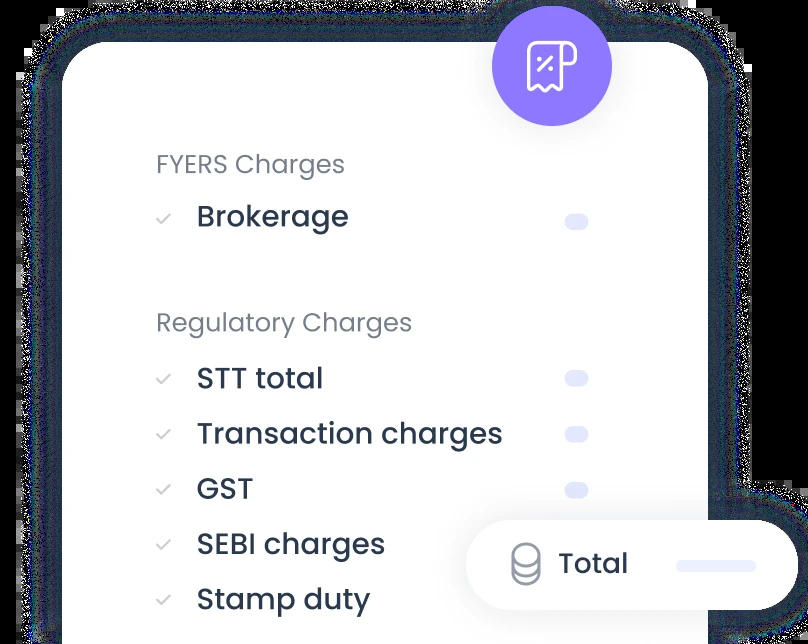 FYERS Charges
Brokerage
Regulatory Charges
STT total
Transaction charges
GST
SEBI charges
Total
Stamp duty